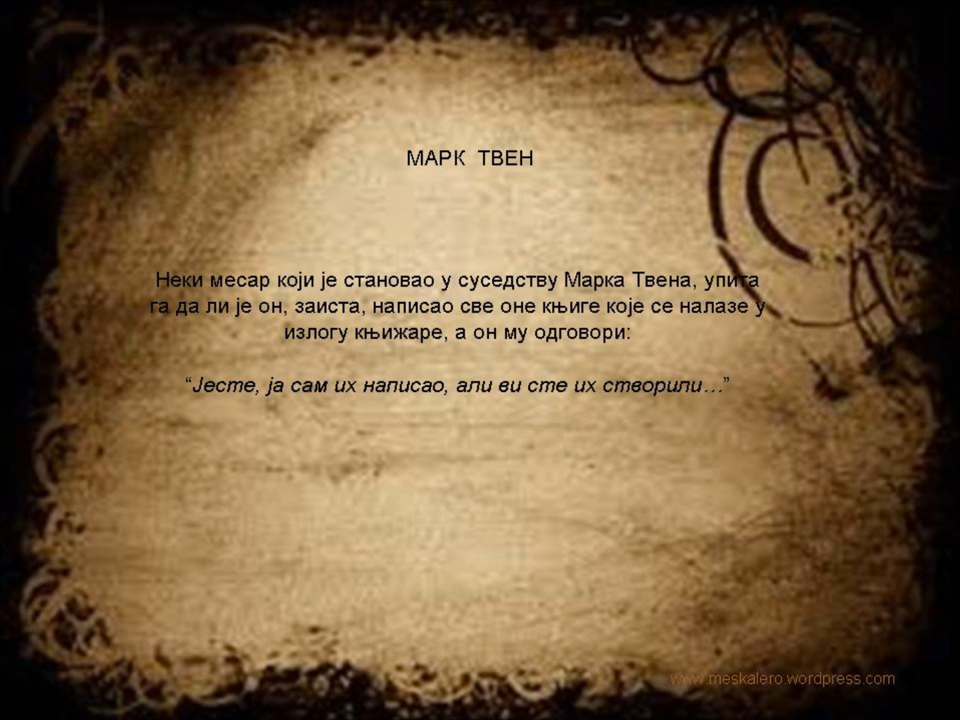 МАРК ТВЕН
Неки месар који је становао у суседству Марка Твена, упита
га да ли је он, заиста, написао све оне књиге које се налазе у
излогу књижаре, а он му одговори:
“Јесте, ја сам их написао, али ви сте их створили…”
www.meskalero.wordpress.com